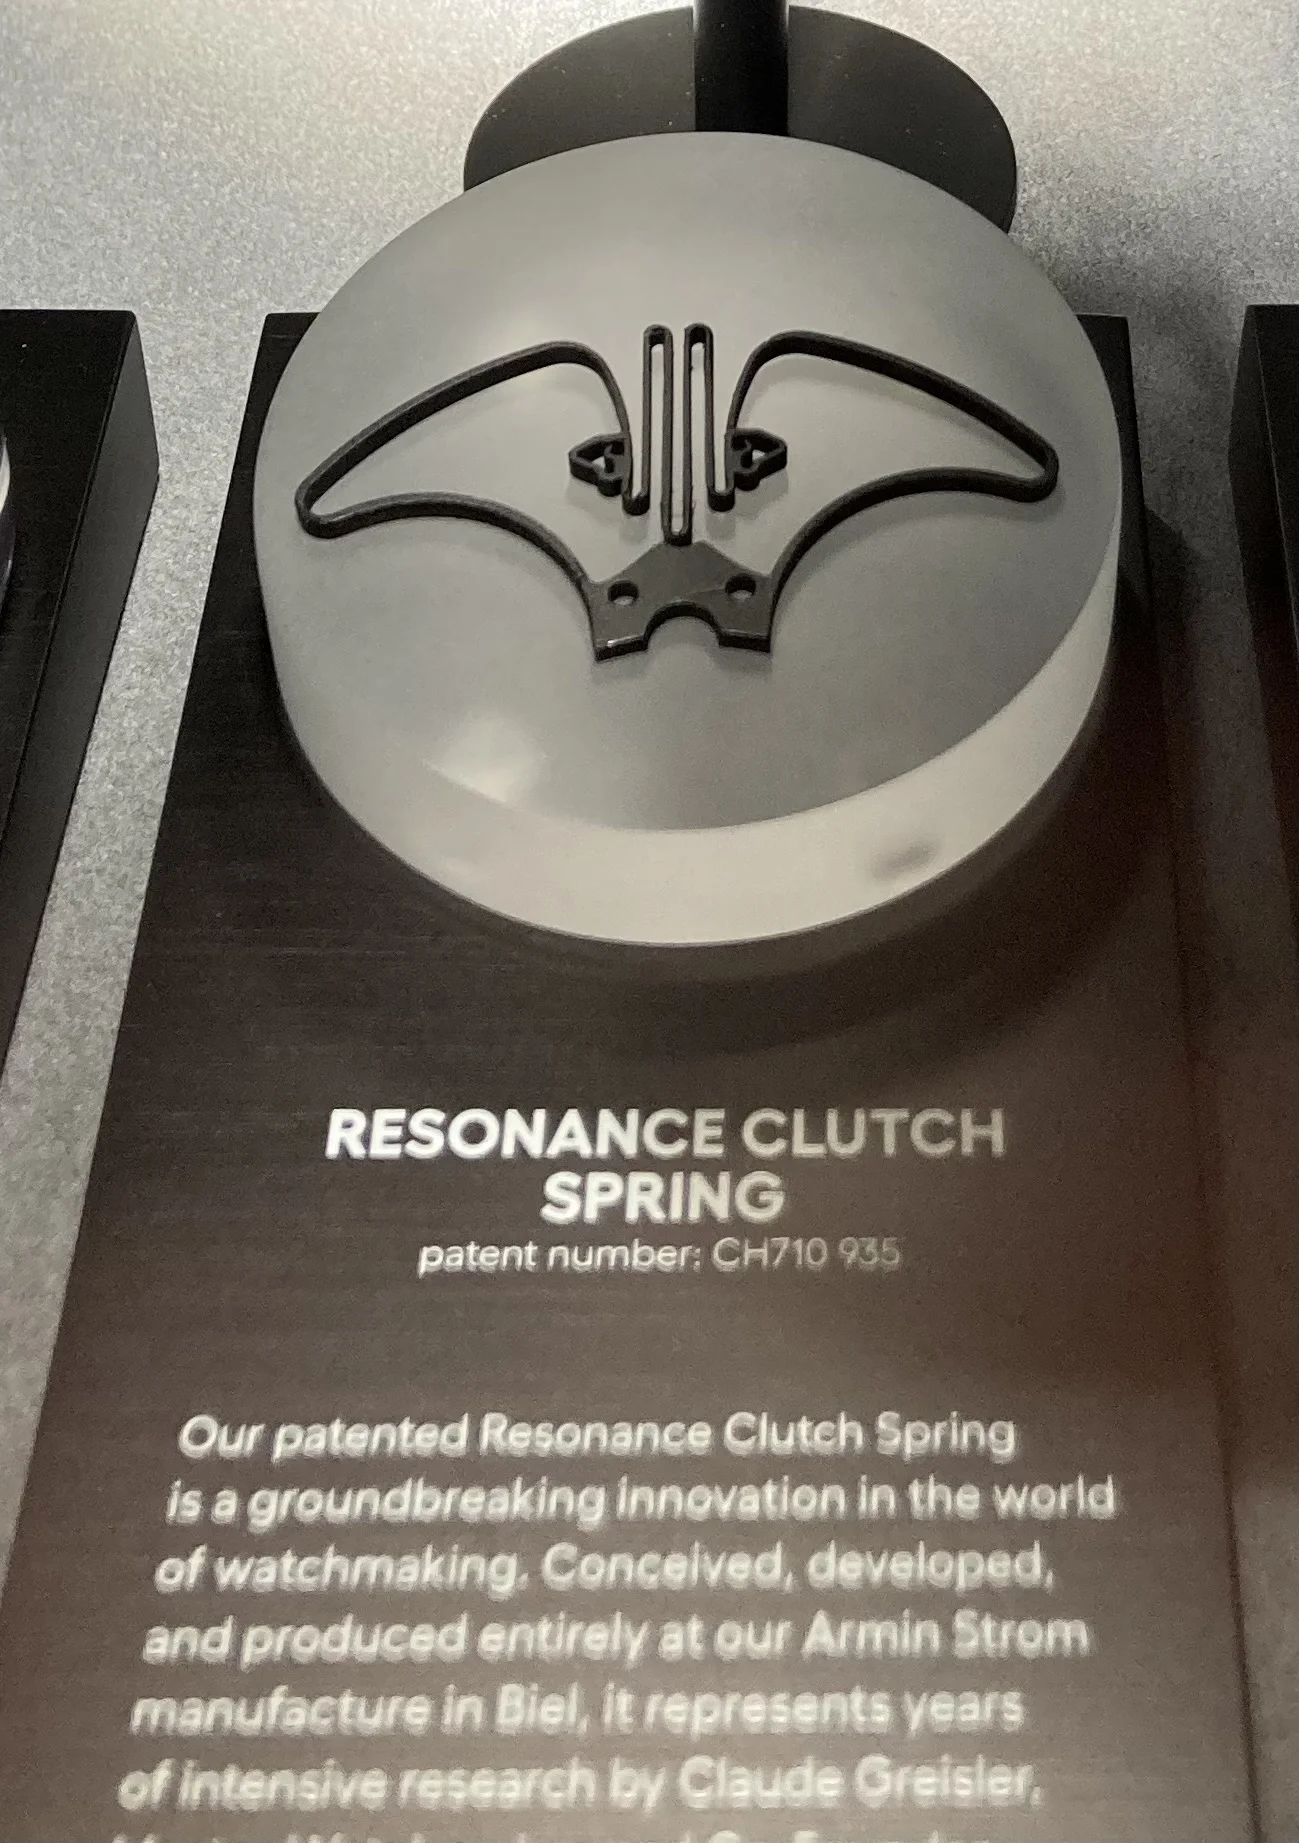 RESONANCE CLUTCH
SPRING
patent number: CH710 935
Our patented Resonance Clutch Spring
is a groundbreaking innovation in the world
of watchmaking. Conceived, developed,
and produced entirely at our Armin Strom
manufacture in Biel, it represents years
of intensive research by Claude Greisler,